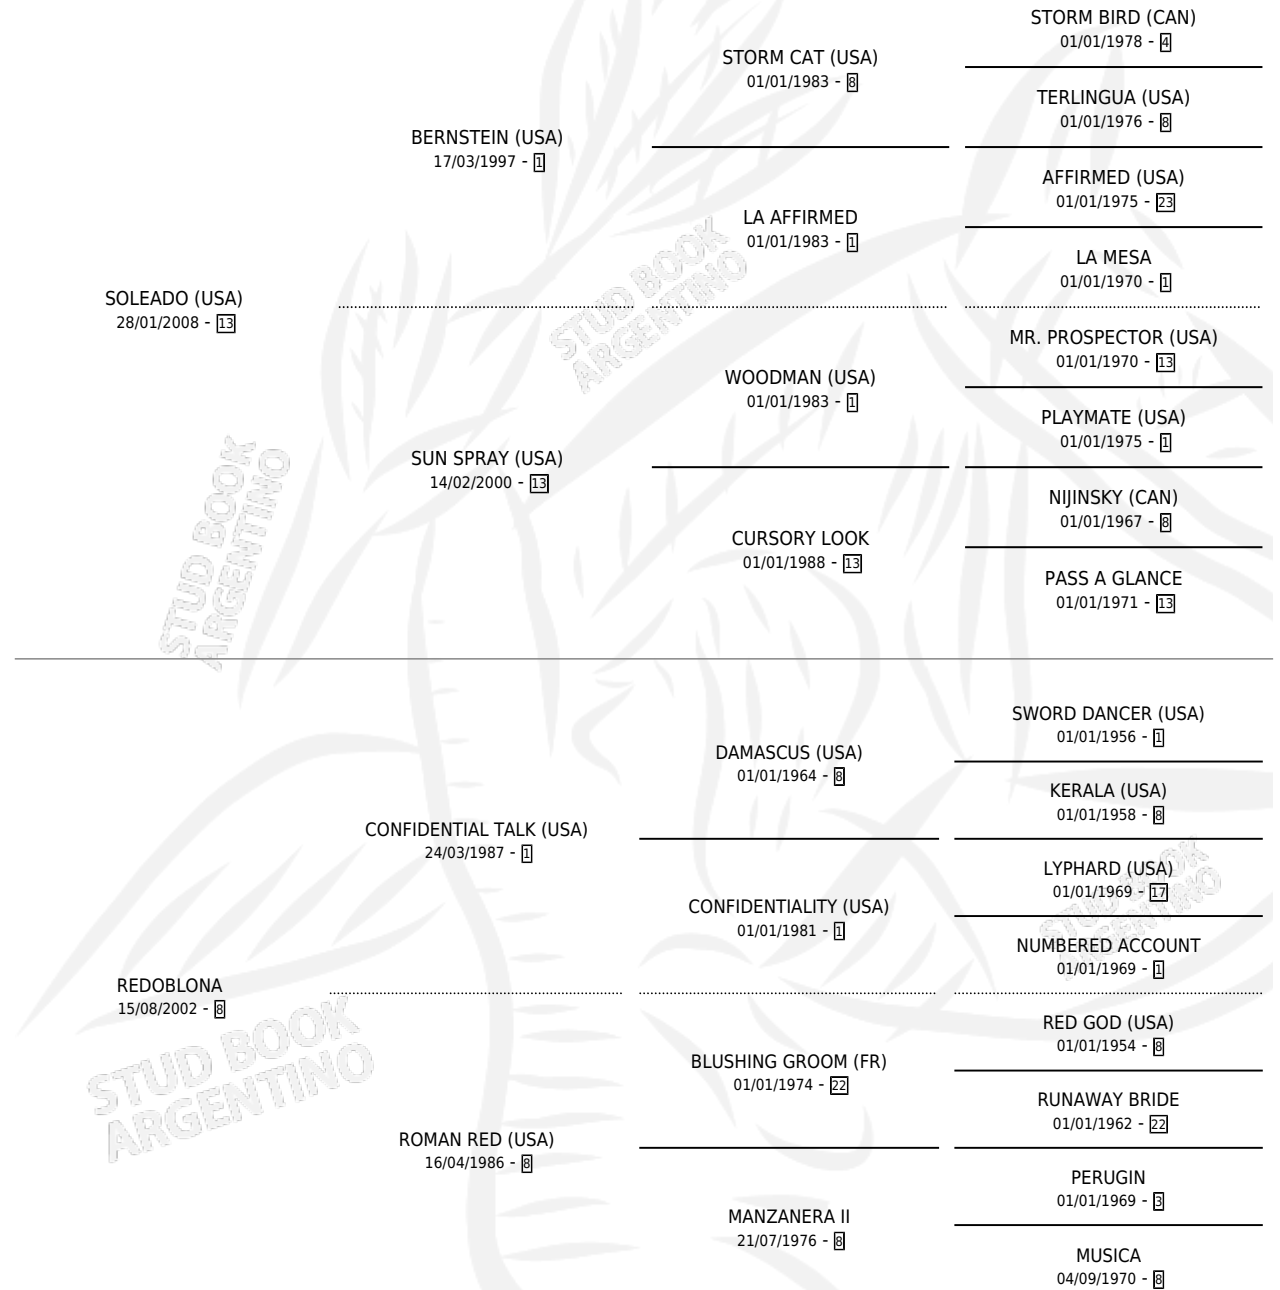 STORM BIRD (CAN)
01/01/1978 - 4
STORM CAT (USA)
01/01/1983 - 8
TERLINGUA (USA)
01/01/1976 - 8
BERNSTEIN (USA)
17/03/1997 - 1
AFFIRMED (USA)
01/01/1975 - 23
LA AFFIRMED
01/01/1983 - 1
LA MESA
01/01/1970 - 1
SOLEADO (USA)
28/01/2008 - 13
STUD BOOK
ARGENTINO
MR. PROSPECTOR (USA)
01/01/1970 - 13
WOODMAN (USA)
01/01/1983 - 1
PLAYMATE (USA)
01/01/1975 - 1
SUN SPRAY (USA)
14/02/2000 - 13
NIJINSKY (CAN)
01/01/1967 - 8
CURSORY LOOK
01/01/1988 - 13
PASS A GLANCE
01/01/1971 - 13
STUD BOOK
ARGENTINO
SWORD DANCER (USA)
01/01/1956 - 1
DAMASCUS (USA)
01/01/1964 - 8
KERALA (USA)
01/01/1958 - 8
CONFIDENTIAL TALK (USA)
24/03/1987 - 1
LYPHARD (USA)
01/01/1969 - 17
CONFIDENTIALITY (USA)
01/01/1981 - 1
STUD BOOK
ARGENTINO
NUMBERED ACCOUNT
01/01/1969 - 1
REDOBLONA
15/08/2002 - 8
RED GOD (USA)
01/01/1954 - 8
STUD BOOK
ARGENTINO
BLUSHING GROOM (FR)
01/01/1974 - 22
RUNAWAY BRIDE
01/01/1962 - 22
ROMAN RED (USA)
16/04/1986 - 8
PERUGIN
01/01/1969 - 3
MANZANERA II
21/07/1976 - 8
MUSICA
04/09/1970 - 8